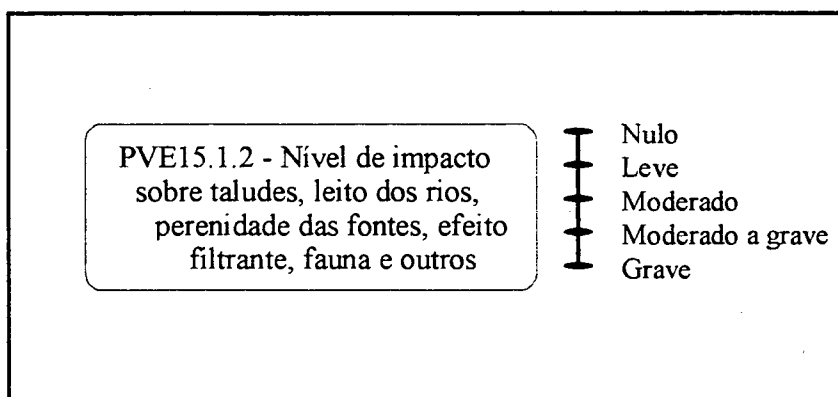 PVE15.1.2 - Nível de impacto
sobre taludes, leito dos rios,
perenidade das fontes, efeito
filtrante, fauna e outros
Nulo
Leve
Moderado
Moderado a grave
Grave